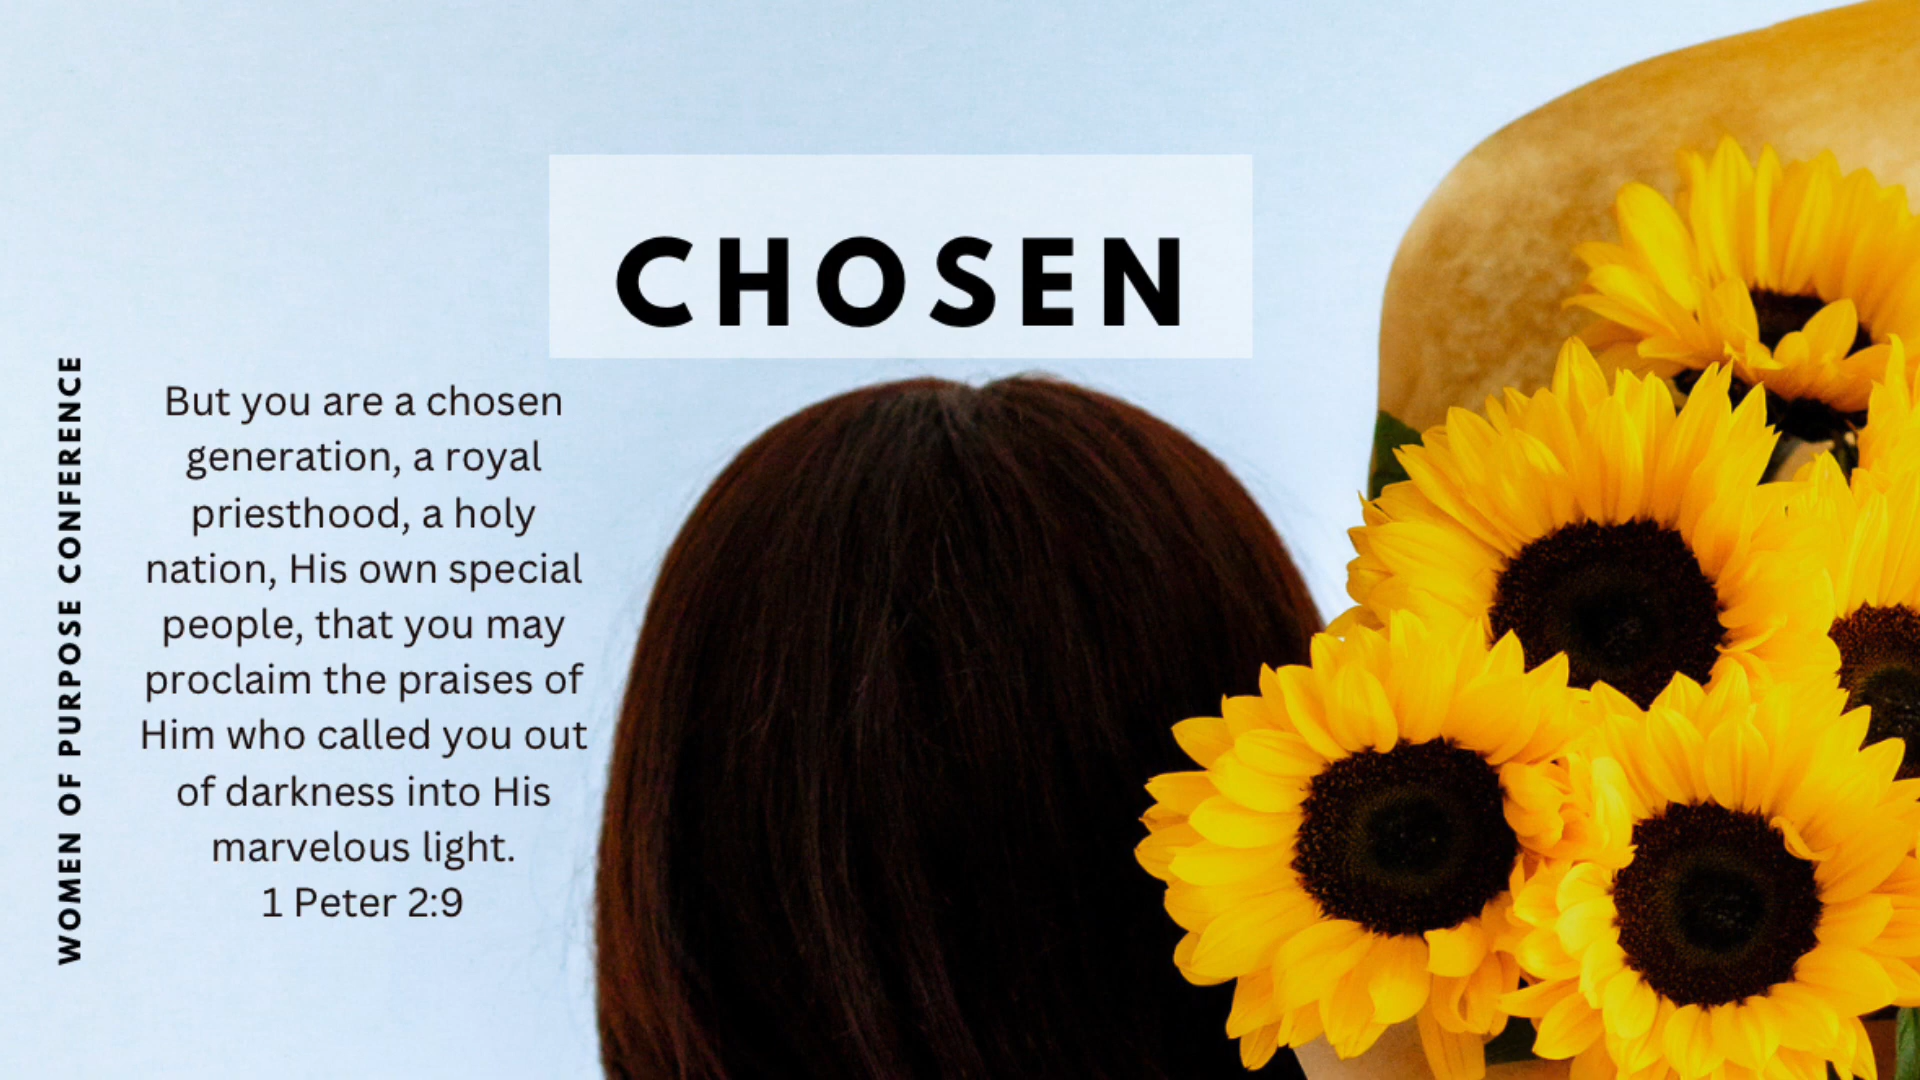 CHOSEN
WOMEN OF PURPOSE CONFERENCE
But you are a chosen
generation, a royal
priesthood, a holy
nation, His own special
people, that you may
proclaim the praises of
Him who called you out
of darkness into His
marvelous light.
1 Peter 2:9